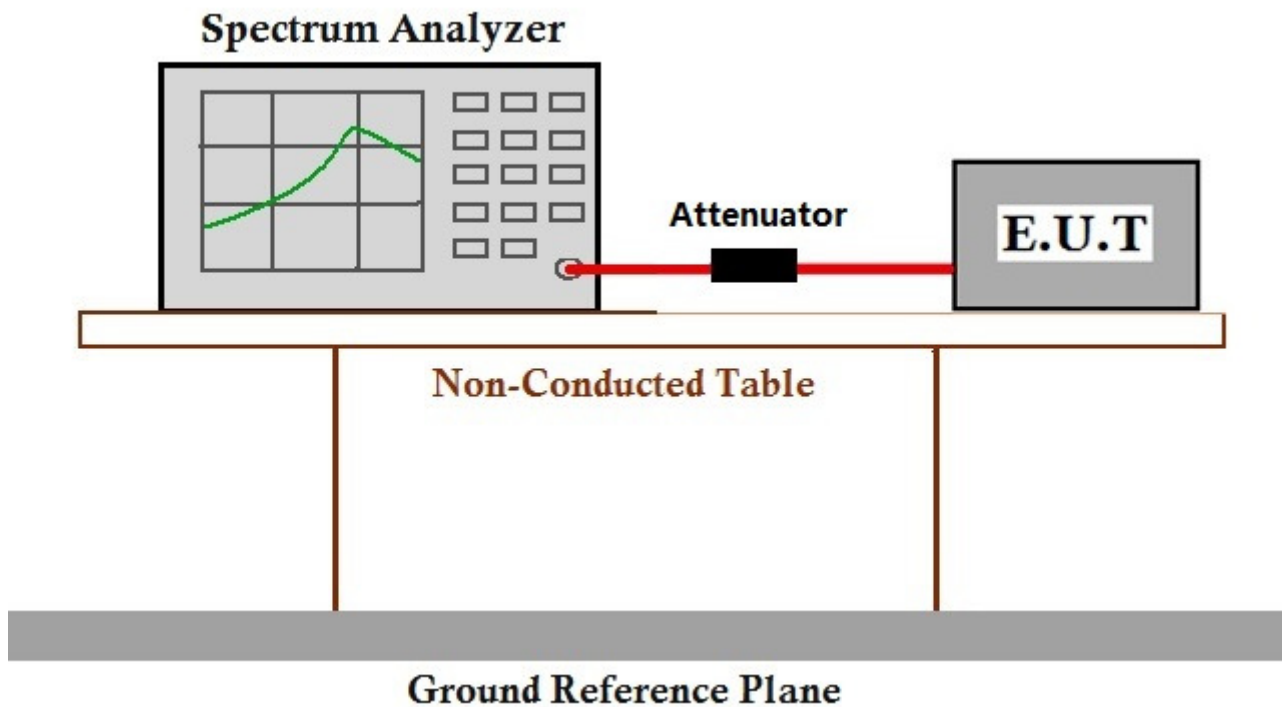 Spectrum Analyzer
Attenuator
E.U.T
Non-Conducted Table
Ground Reference Plane